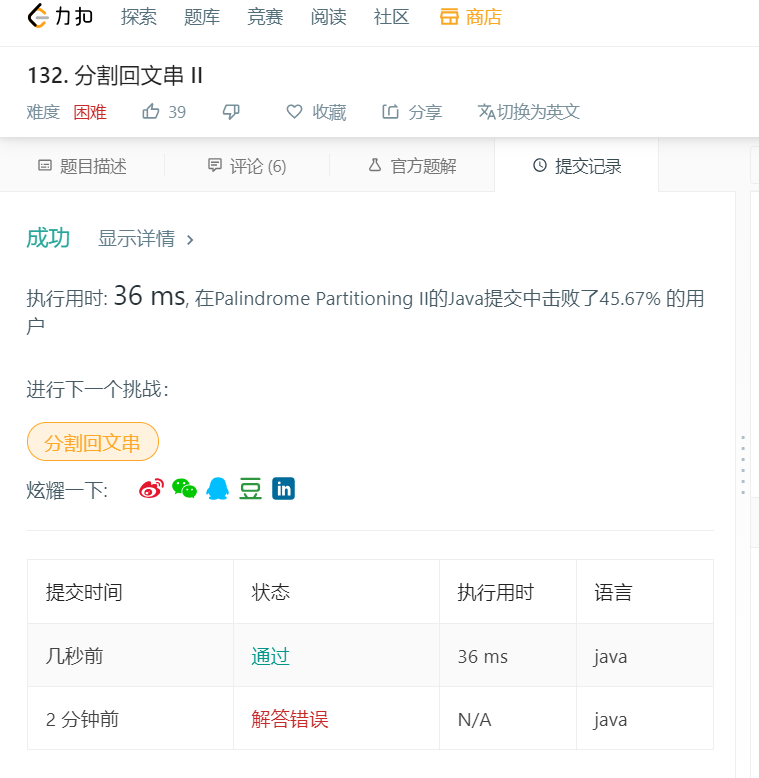 力扣 探索 题库 竞赛 阅读 社区 商店
132. 分割回文串 II
难度 困难 39 收藏 分享 文A切换为英文
题目描述 评论 (6) 官方题解 提交记录
成功 显示详情 >
执行用时: 36 ms, 在Palindrome Partitioning II的Java提交中击败了45.67% 的用
户
进行下一个挑战:
分割回文串
炫耀一下: 豆 in
提交时间 状态 执行用时 语言
几秒前 通过 36 ms java
2 分钟前 解答错误 N/A java